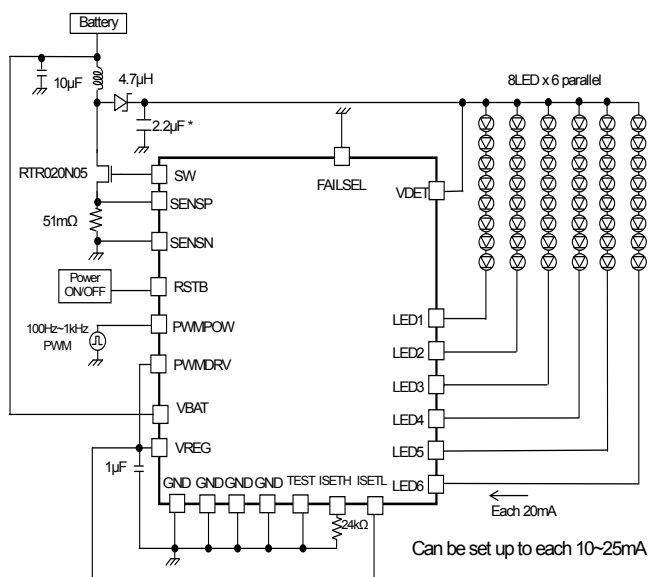 Battery
10µF
4.7µH
2.2µF *
8LED x 6 parallel
RTR020N05
51mΩ
SW
SENSP
SENSN
FAILSEL
VDET
Power
ON/OFF
RSTB
100Hz~1kHz
PWM
PWMPOW
PWMDRV
VBAT
VREG
1µF
LED1
LED2
LED3
LED4
LED5
LED6
GND GND GND GND TEST ISETH ISETL
24kΩ
Each 20mA
Can be set up to each 10~25mA